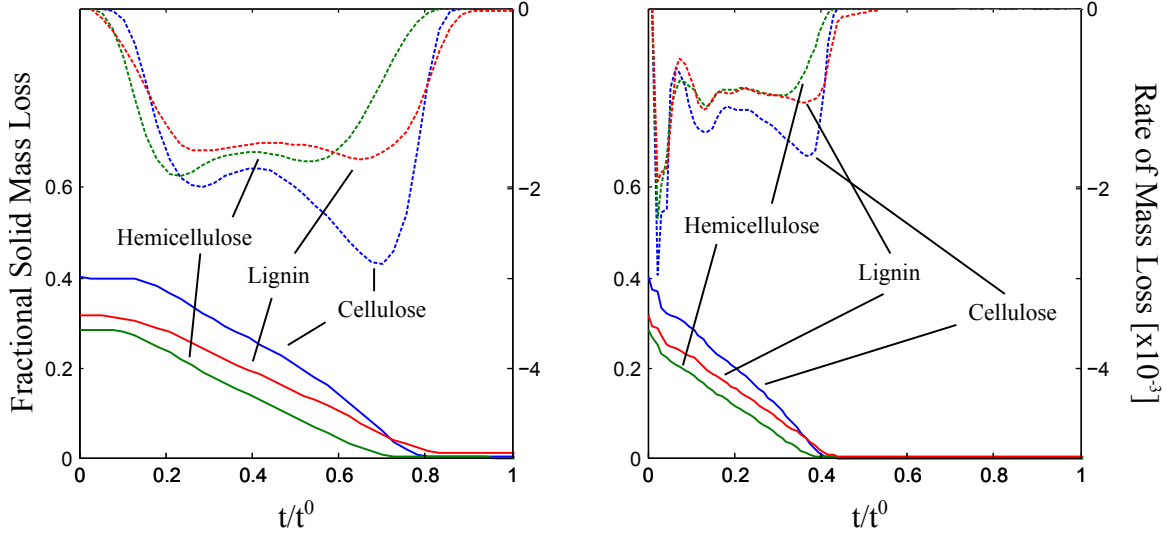 0
0
−2
−4
Fractional Solid Mass Loss
0.6
0.4
0.2
0
Hemicellulose
Lignin
Cellulose
0 0.2 0.4 0.6 0.8 1
t/t⁰
0
−2
−4
Rate of Mass Loss [x10⁻³]
0.6
0.4
0.2
0
Hemicellulose
Lignin
Cellulose
0 0.2 0.4 0.6 0.8 1
t/t⁰